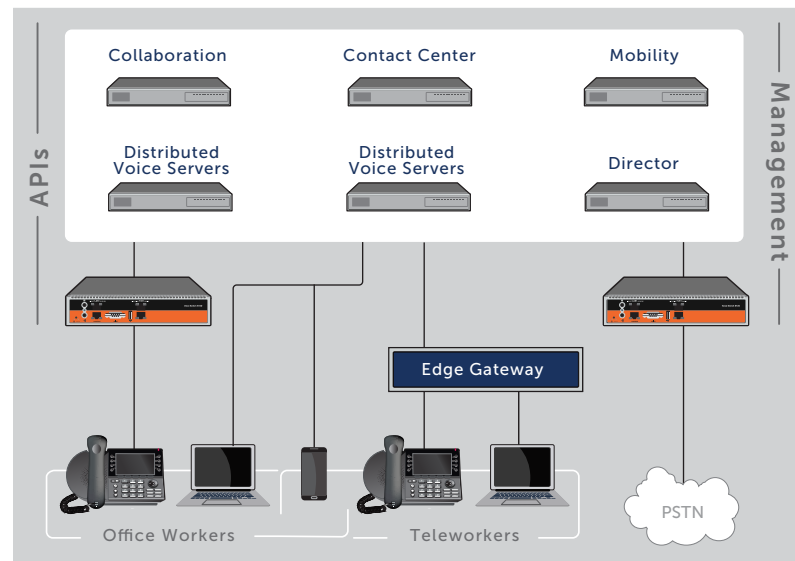 Collaboration
Contact Center
Mobility
Distributed
Voice Servers
Distributed
Voice Servers
Director
APIs
Management
Edge Gateway
Office Workers
Teleworkers
PSTN